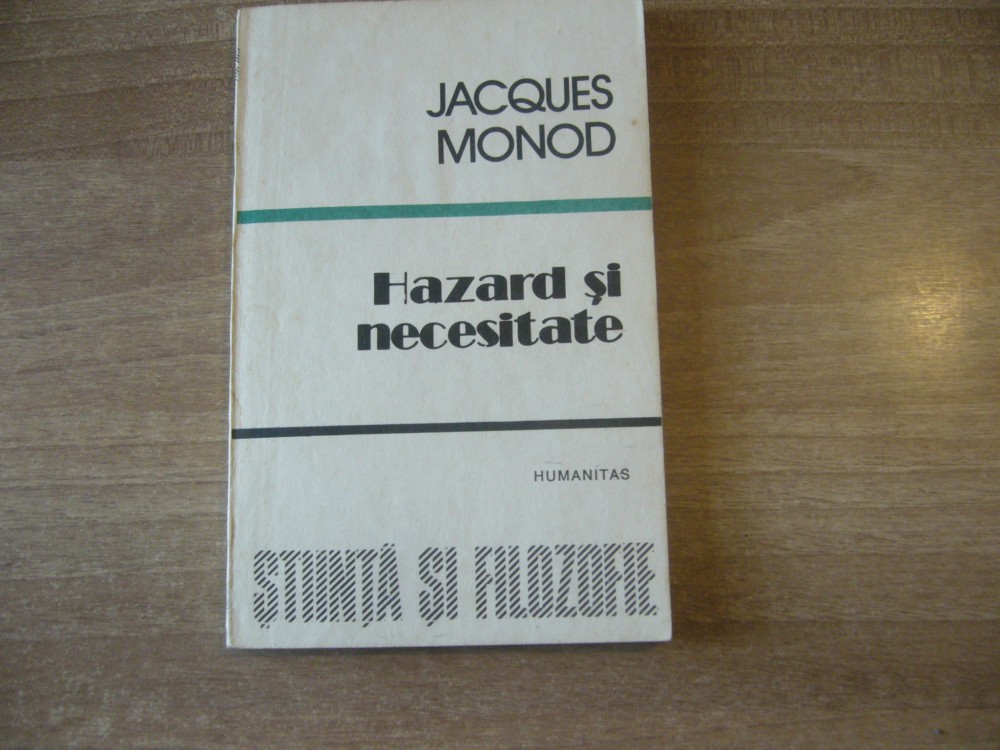 JACQUES
MONOD
Hazard şi
necesitate
HUMANITAS
ŞTIINŢĂ ŞI FILOZOFIE